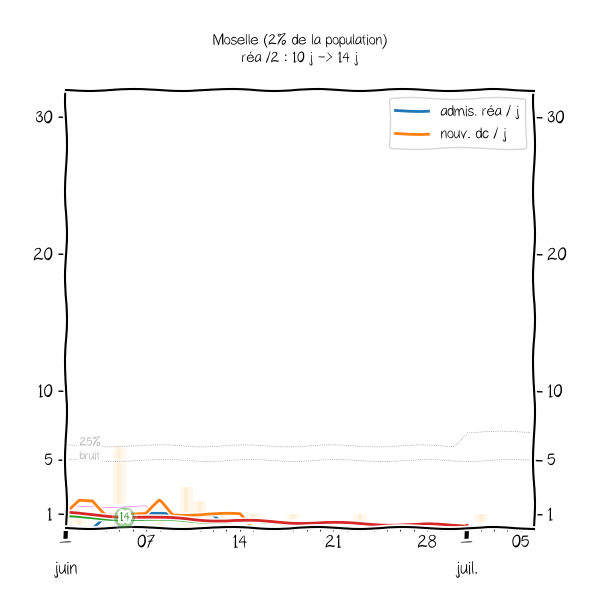 Moselle (2% de la population)
réa /2 : 10 j -> 14 j
admis. réa / j
nouv. dc / j
30
30
20
20
10
10
25%
bruit
5
5
14
1
1
07
14
21
28
05
juin
juil.